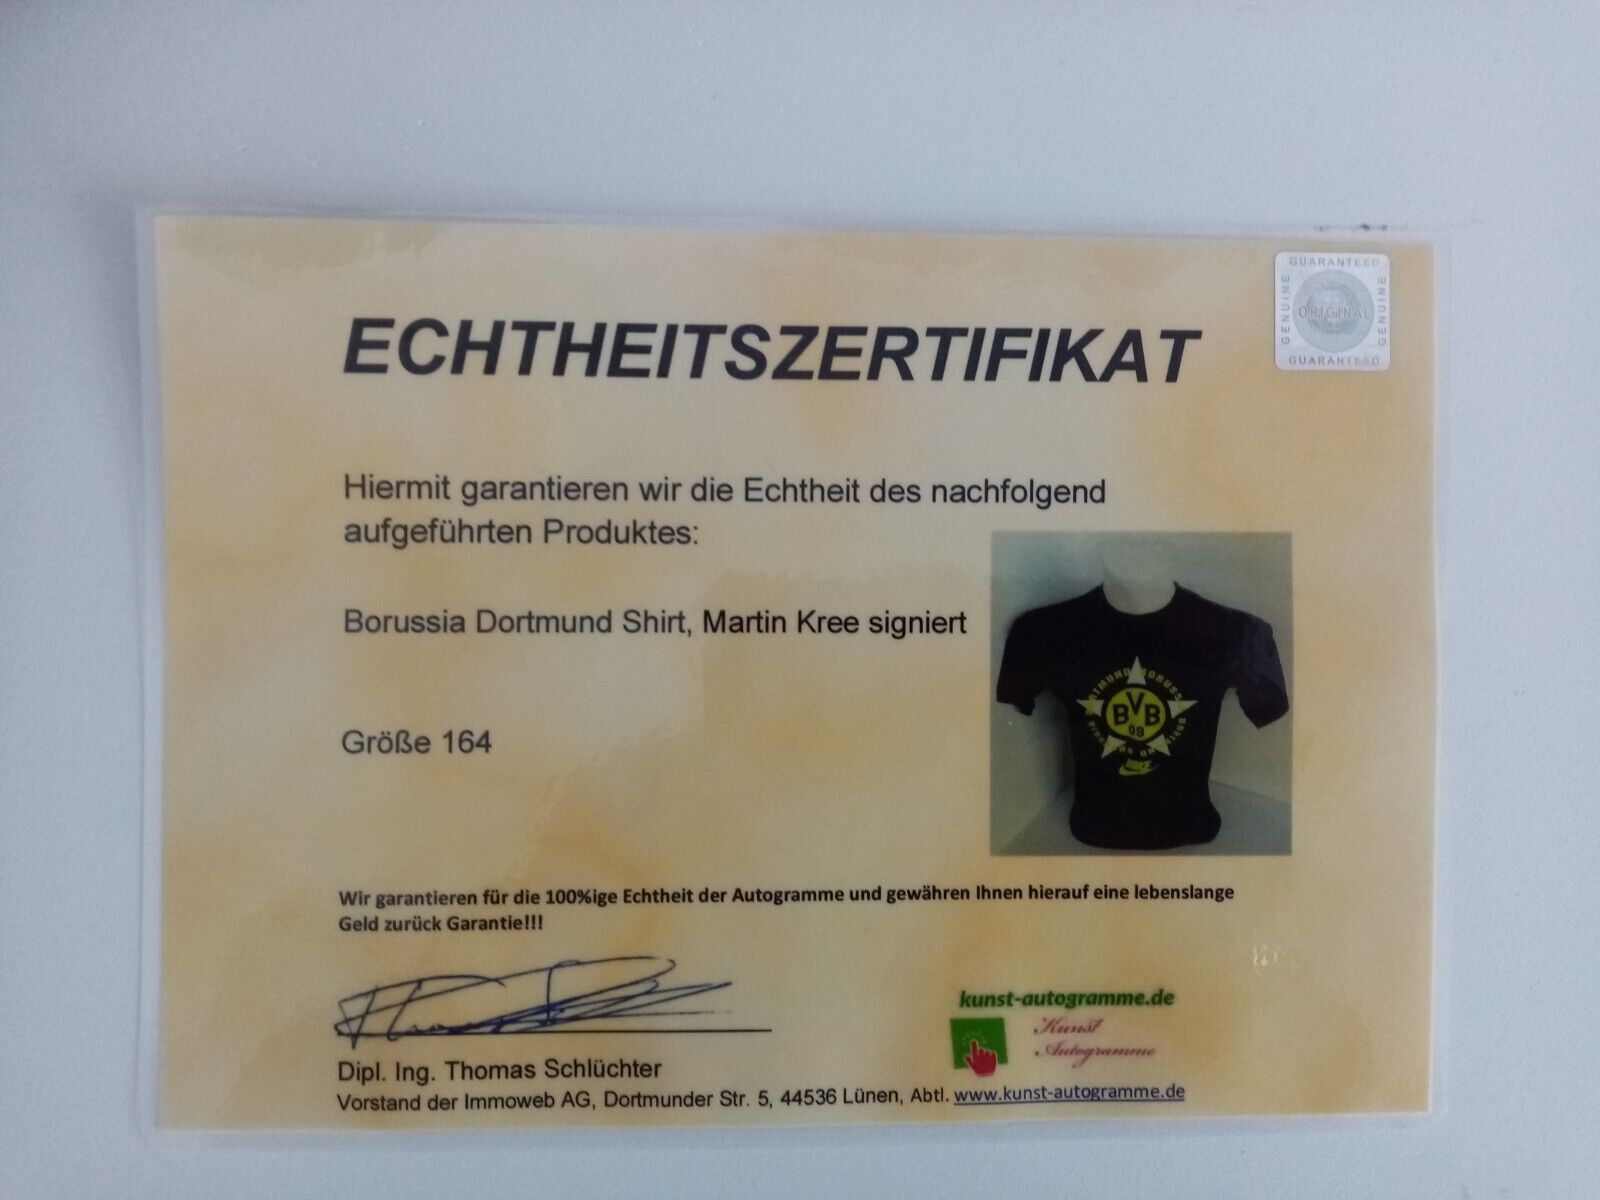 GUARANTEED
GENUINE
ORIGINAL
GENUINE
GUARANTEED
ECHTHEITSZERTIFIKAT
Hiermit garantieren wir die Echtheit des nachfolgend
aufgeführten Produktes:
Borussia Dortmund Shirt, Martin Kree signiert
BVB
09
Größe 164
Wir garantieren für die 100%ige Echtheit der Autogramme und gewähren Ihnen hierauf eine lebenslange
Geld zurück Garantie!!!
kunst-autogramme.de
Kunst
Autogramme
Dipl. Ing. Thomas Schlüchter
Vorstand der Immoweb AG, Dortmunder Str. 5, 44536 Lünen, Abtl. www.kunst-autogramme.de